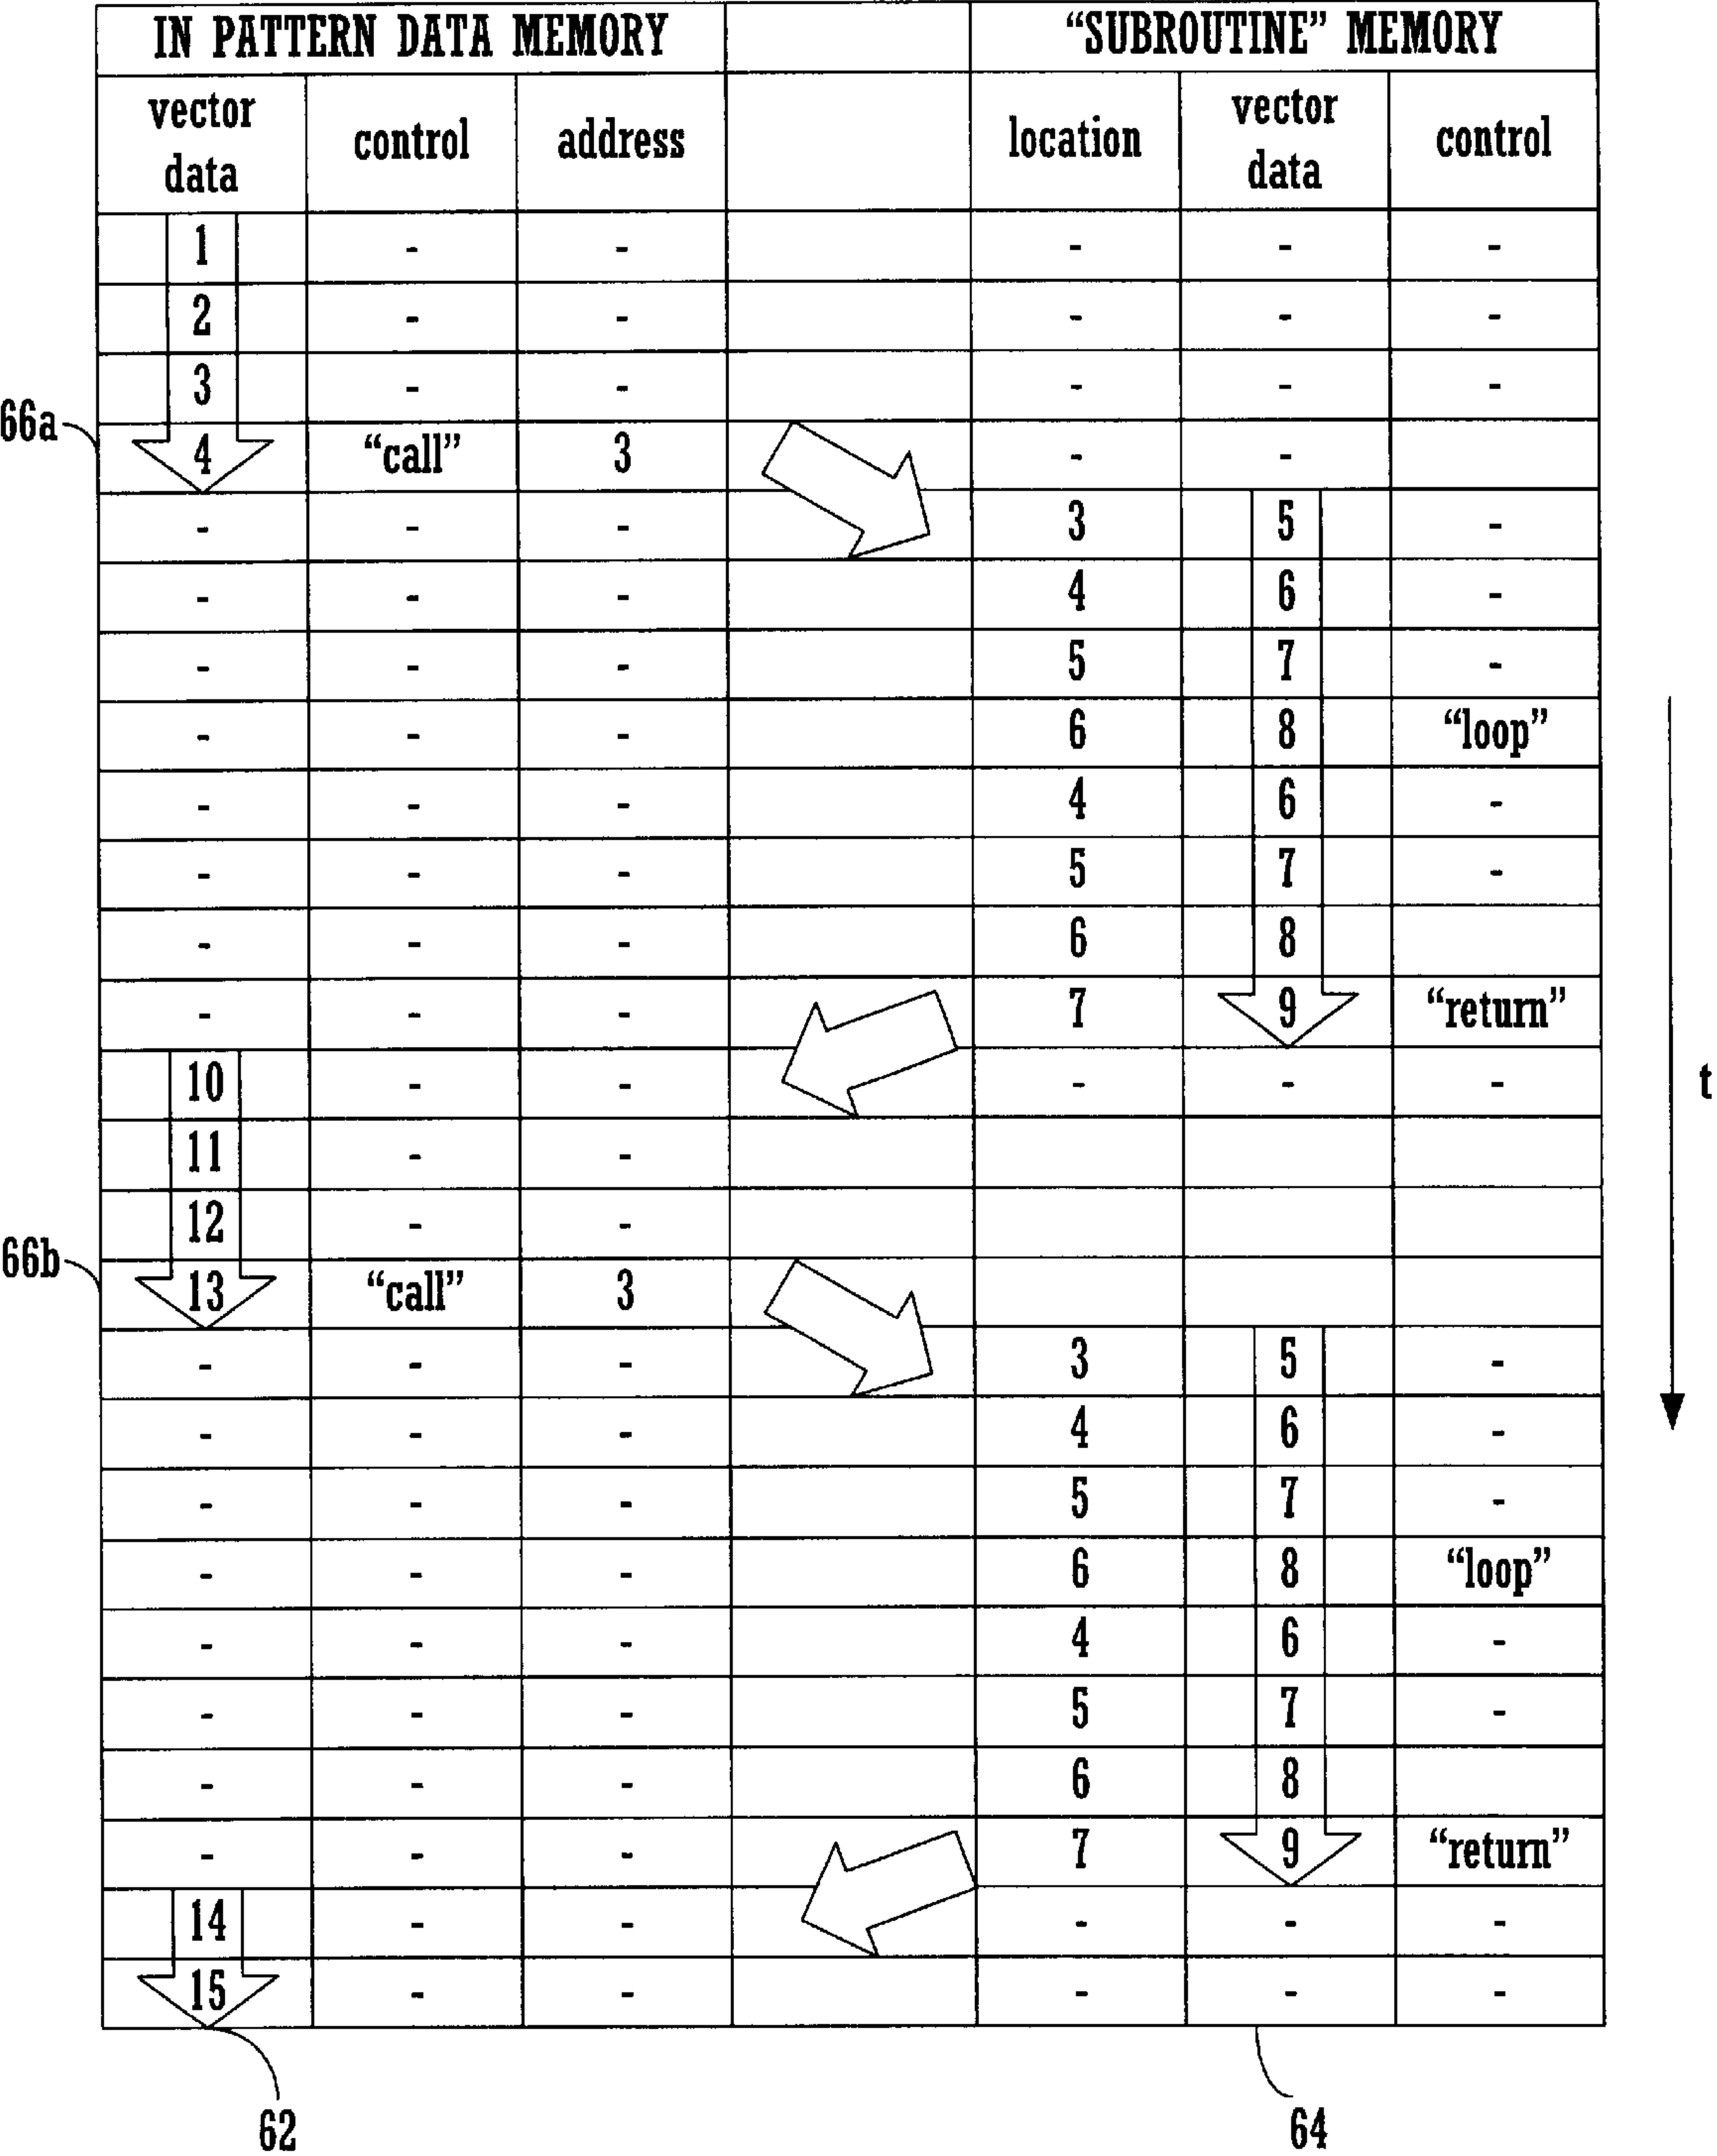 IN PATTERN DATA MEMORY “SUBROUTINE” MEMORY
vector data control address location vector data control
1 - - - - -
2 - - - - -
3 - - - - -
66a 4 “call” 3 - -
- - - 3 5 -
- - - 4 6 -
- - - 5 7 -
- - - 6 8 “loop”
- - - 4 6 -
- - - 5 7 -
- - - 6 8
- - - 7 9 “return”
10 - - - - - t
11 - -
12 - -
66b 13 “call” 3
- - - 3 5 -
- - - 4 6 -
- - - 5 7 -
- - - 6 8 “loop”
- - - 4 6 -
- - - 5 7 -
- - - 6 8
- - - 7 9 “return”
14 - - - - -
15 - - - - -
62 64